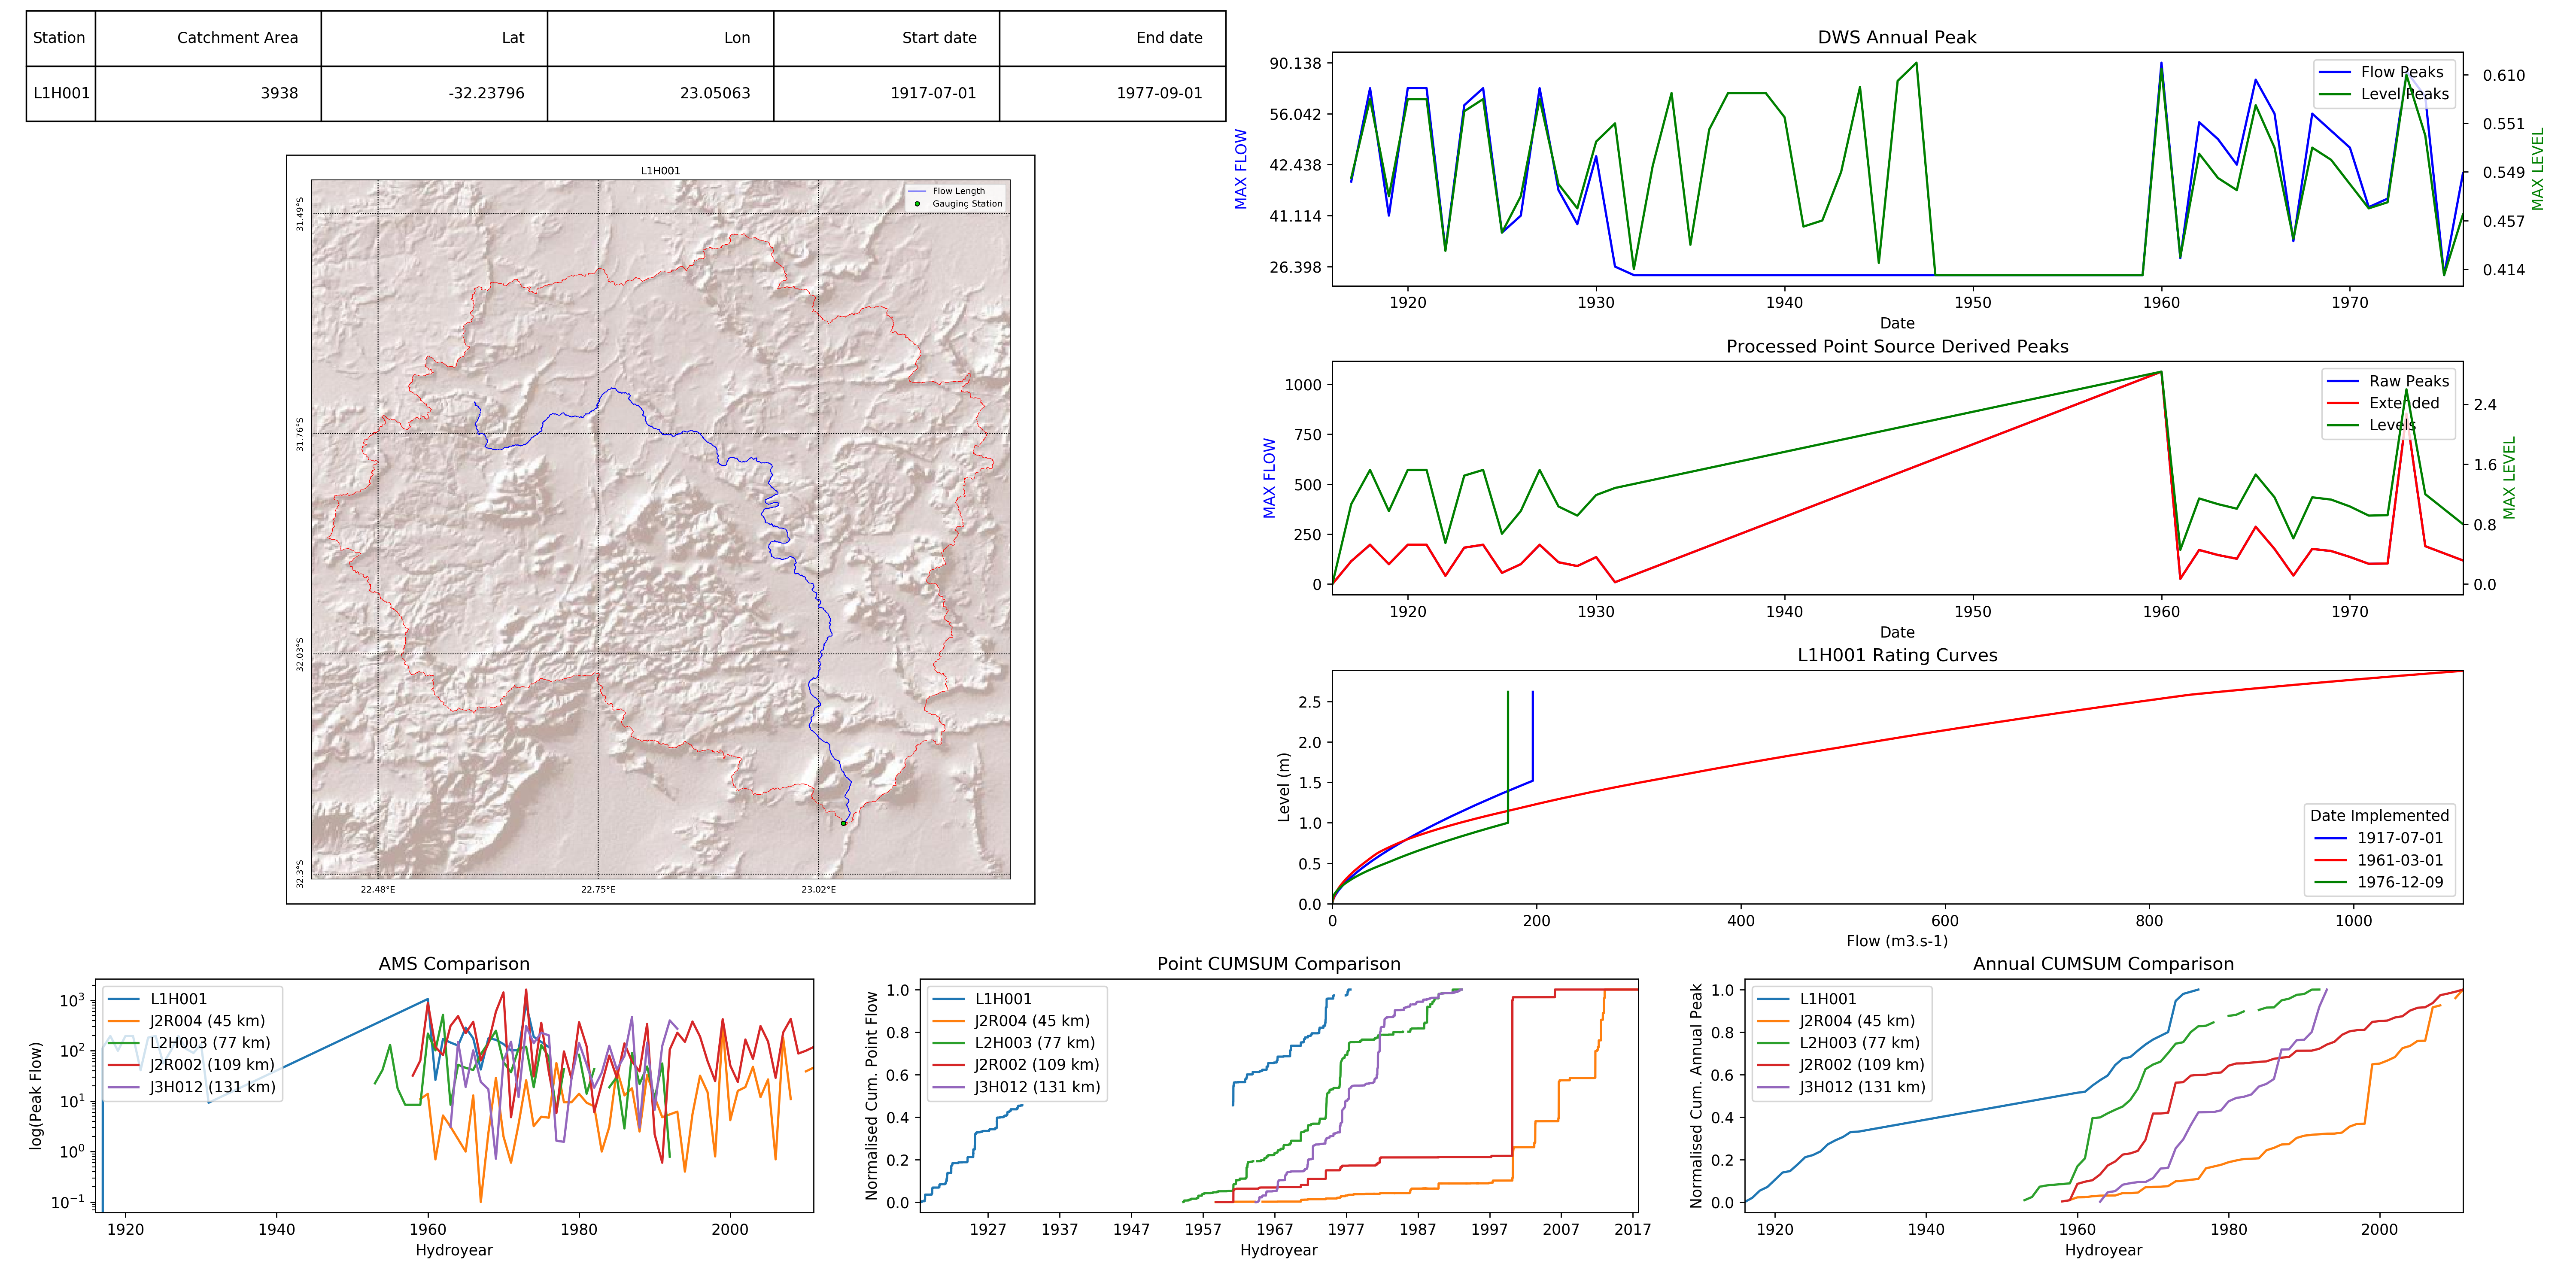 Station Catchment Area Lat Lon Start date End date
L1H001 3938 -32.23796 23.05063 1917-07-01 1977-09-01
L1H001
Flow Length
Gauging Station
31.49°S
31.76°S
32.03°S
32.3°S
22.48°E 22.75°E 23.02°E
DWS Annual Peak
Flow Peaks
Level Peaks
MAX FLOW
90.138
56.042
42.438
41.114
26.398
0.610
0.551
0.549
0.457
0.414
MAX LEVEL
1920 1930 1940 1950 1960 1970
Date
Processed Point Source Derived Peaks
Raw Peaks
Extended
Levels
MAX FLOW
1000
750
500
250
0
2.4
1.6
0.8
0.0
MAX LEVEL
1920 1930 1940 1950 1960 1970
Date
L1H001 Rating Curves
Level (m)
2.5
2.0
1.5
1.0
0.5
0.0
Date Implemented
1917-07-01
1961-03-01
1976-12-09
0 200 400 600 800 1000
Flow (m3.s-1)
AMS Comparison
L1H001
J2R004 (45 km)
L2H003 (77 km)
J2R002 (109 km)
J3H012 (131 km)
log(Peak Flow)
10³
10²
10¹
10⁰
10⁻¹
1920 1940 1960 1980 2000
Hydroyear
Point CUMSUM Comparison
L1H001
J2R004 (45 km)
L2H003 (77 km)
J2R002 (109 km)
J3H012 (131 km)
Normalised Cum. Point Flow
1.0
0.8
0.6
0.4
0.2
0.0
1927 1937 1947 1957 1967 1977 1987 1997 2007 2017
Hydroyear
Annual CUMSUM Comparison
L1H001
J2R004 (45 km)
L2H003 (77 km)
J2R002 (109 km)
J3H012 (131 km)
Normalised Cum. Annual Peak
1.0
0.8
0.6
0.4
0.2
0.0
1920 1940 1960 1980 2000
Hydroyear